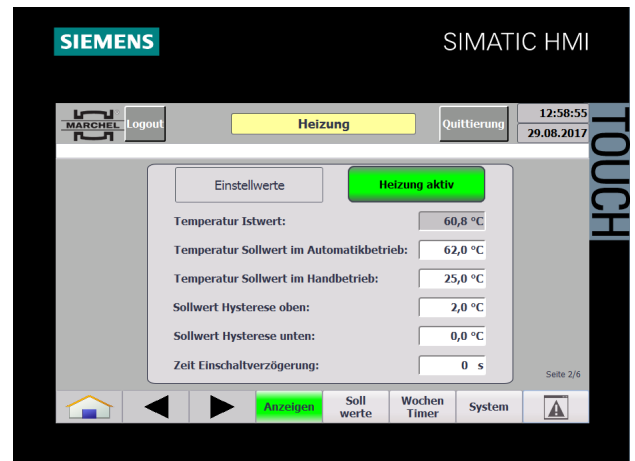 SIEMENS
SIMATIC HMI
MARCHEL
Logout
Heizung
Quittierung
12:58:55
29.08.2017
TOUCH
Einstellwerte
Heizung aktiv
Temperatur Istwert: 60,8 °C
Temperatur Sollwert im Automatikbetrieb: 62,0 °C
Temperatur Sollwert im Handbetrieb: 25,0 °C
Sollwert Hysterese oben: 2,0 °C
Sollwert Hysterese unten: 0,0 °C
Zeit Einschaltverzögerung: 0 s
Seite 2/6
Anzeigen
Soll
werte
Wochen
Timer
System
A